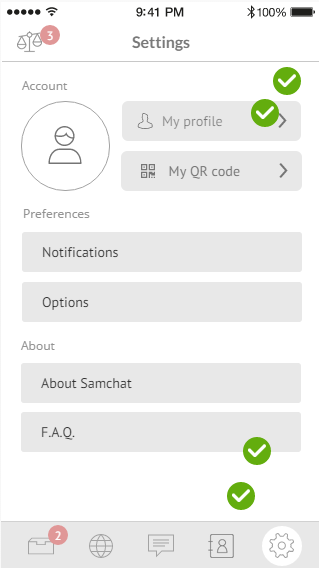 9:41 PM
100%
3
Settings
Account
My profile
My QR code
Preferences
Notifications
Options
About
About Samchat
F.A.Q.
2